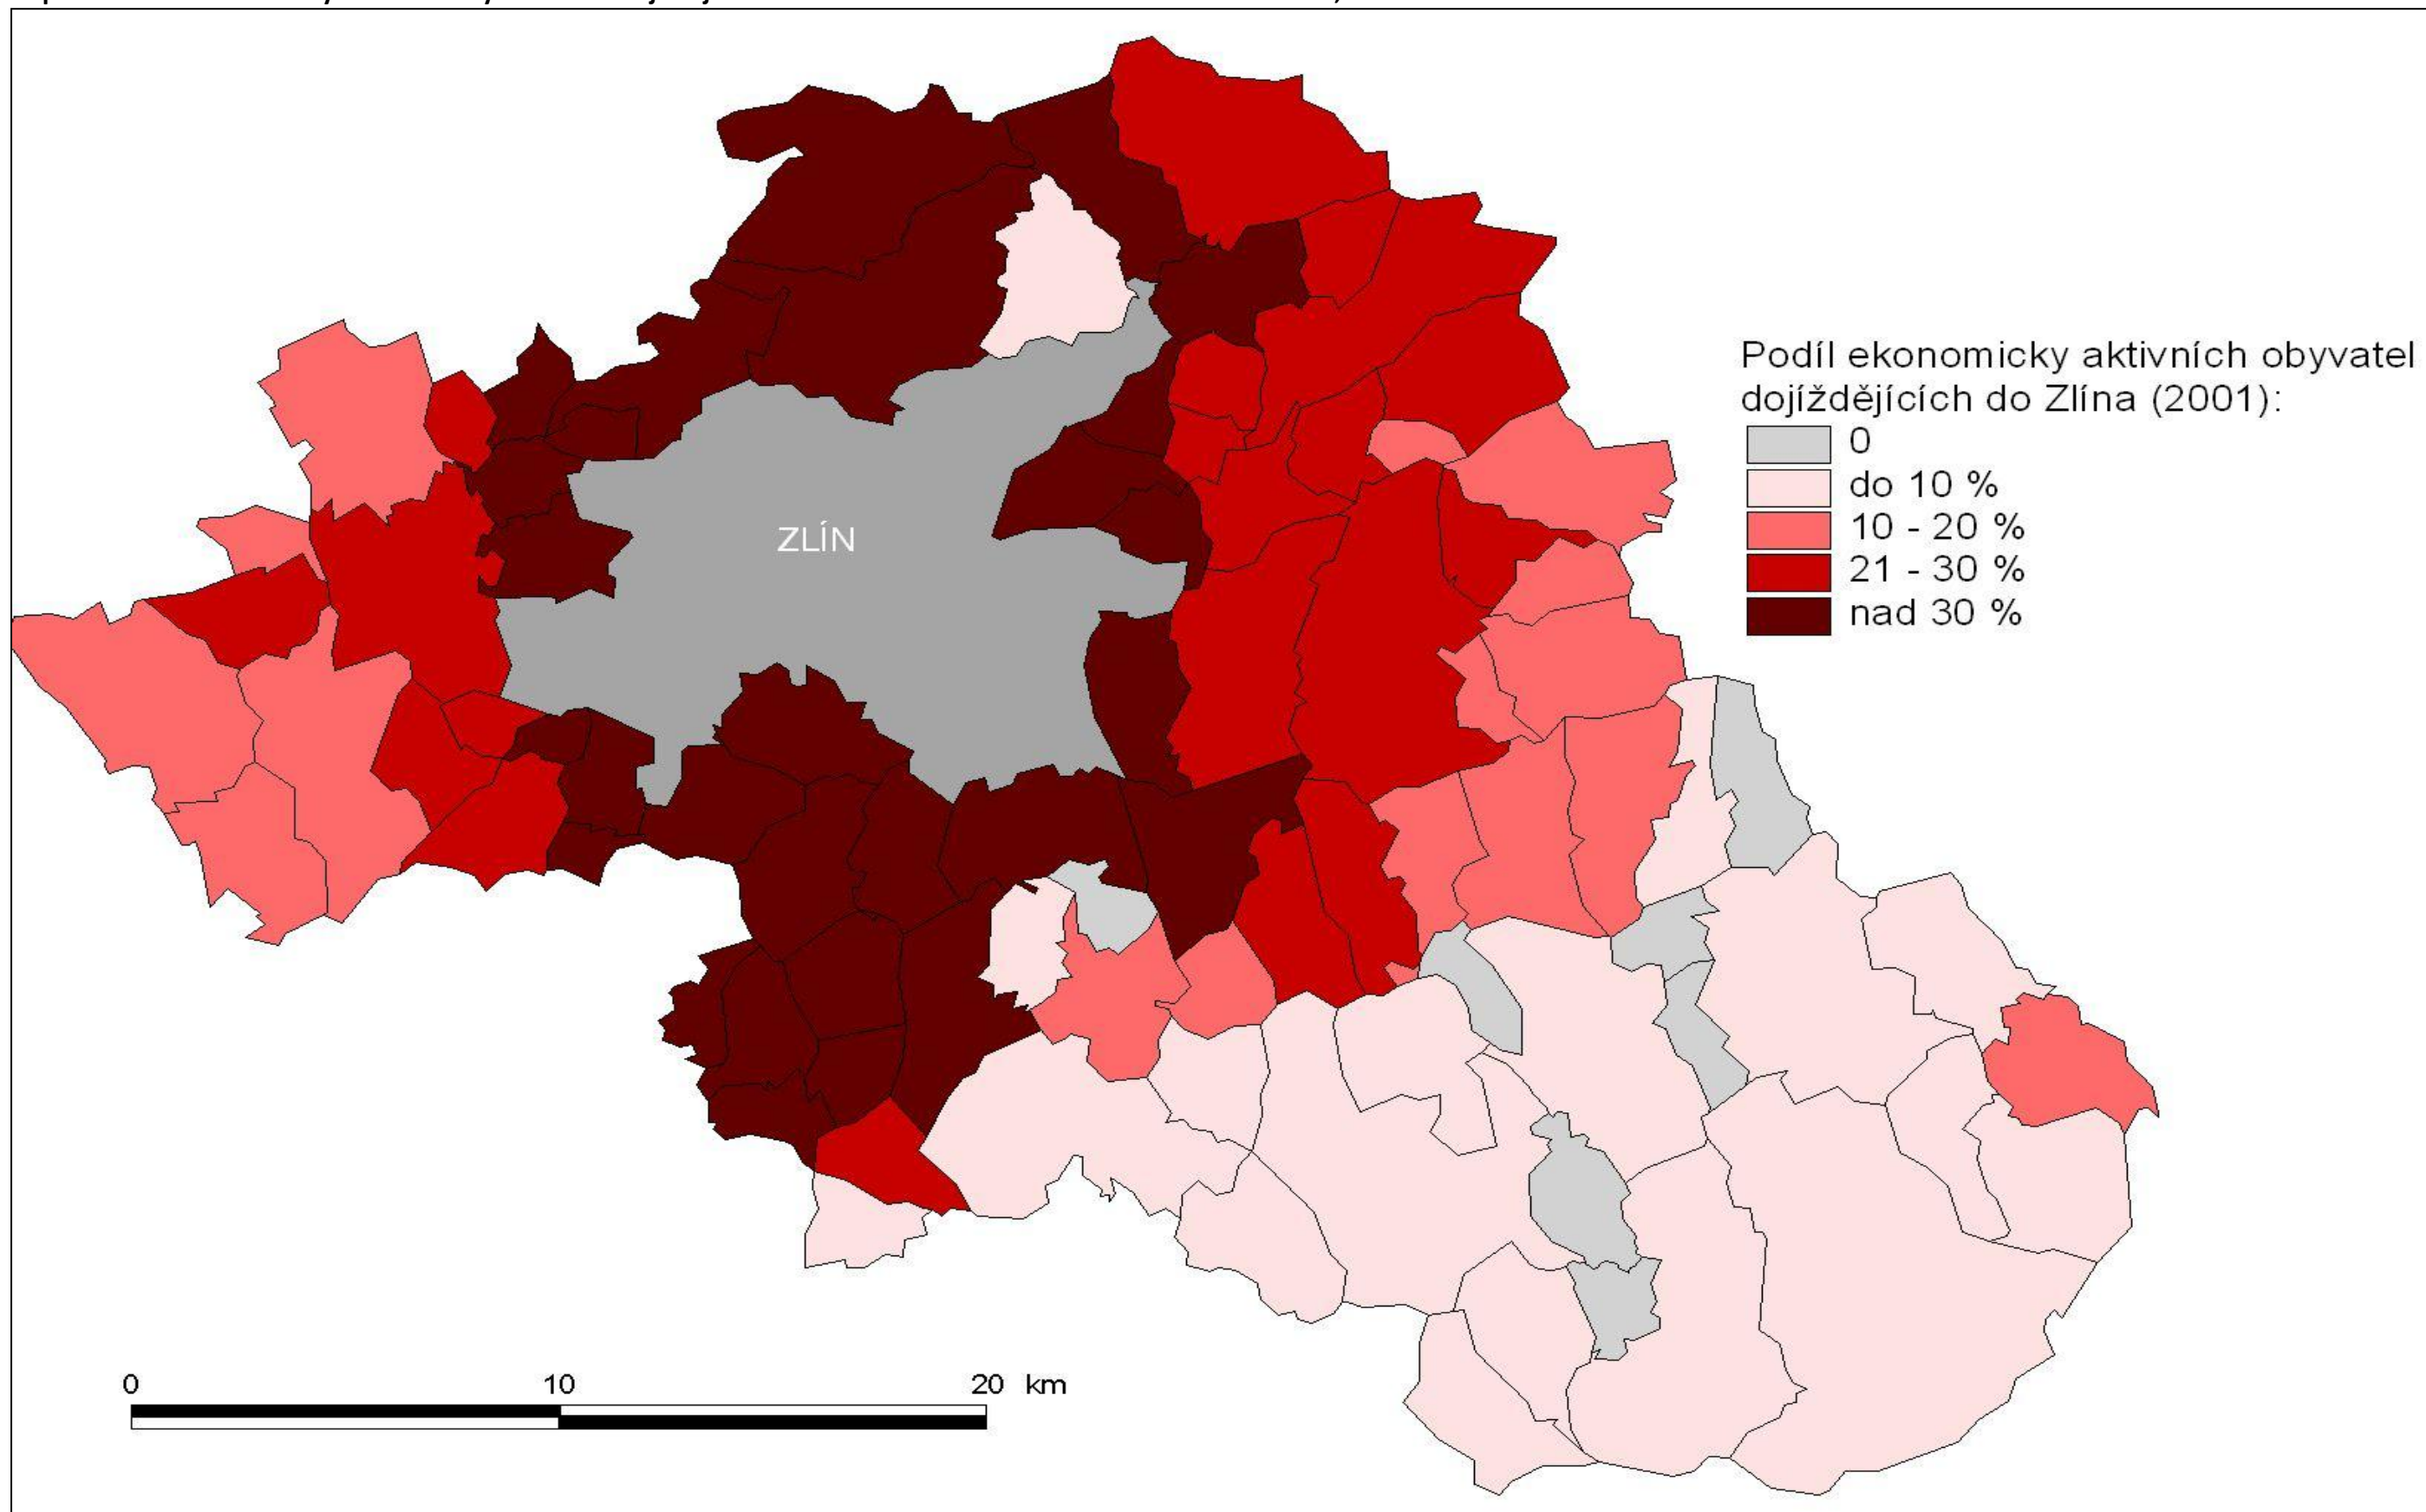 ZLÍN
Podíl ekonomicky aktivních obyvatel
dojíždějících do Zlína (2001):
0
do 10 %
10 - 20 %
21 - 30 %
nad 30 %
0 10 20 km